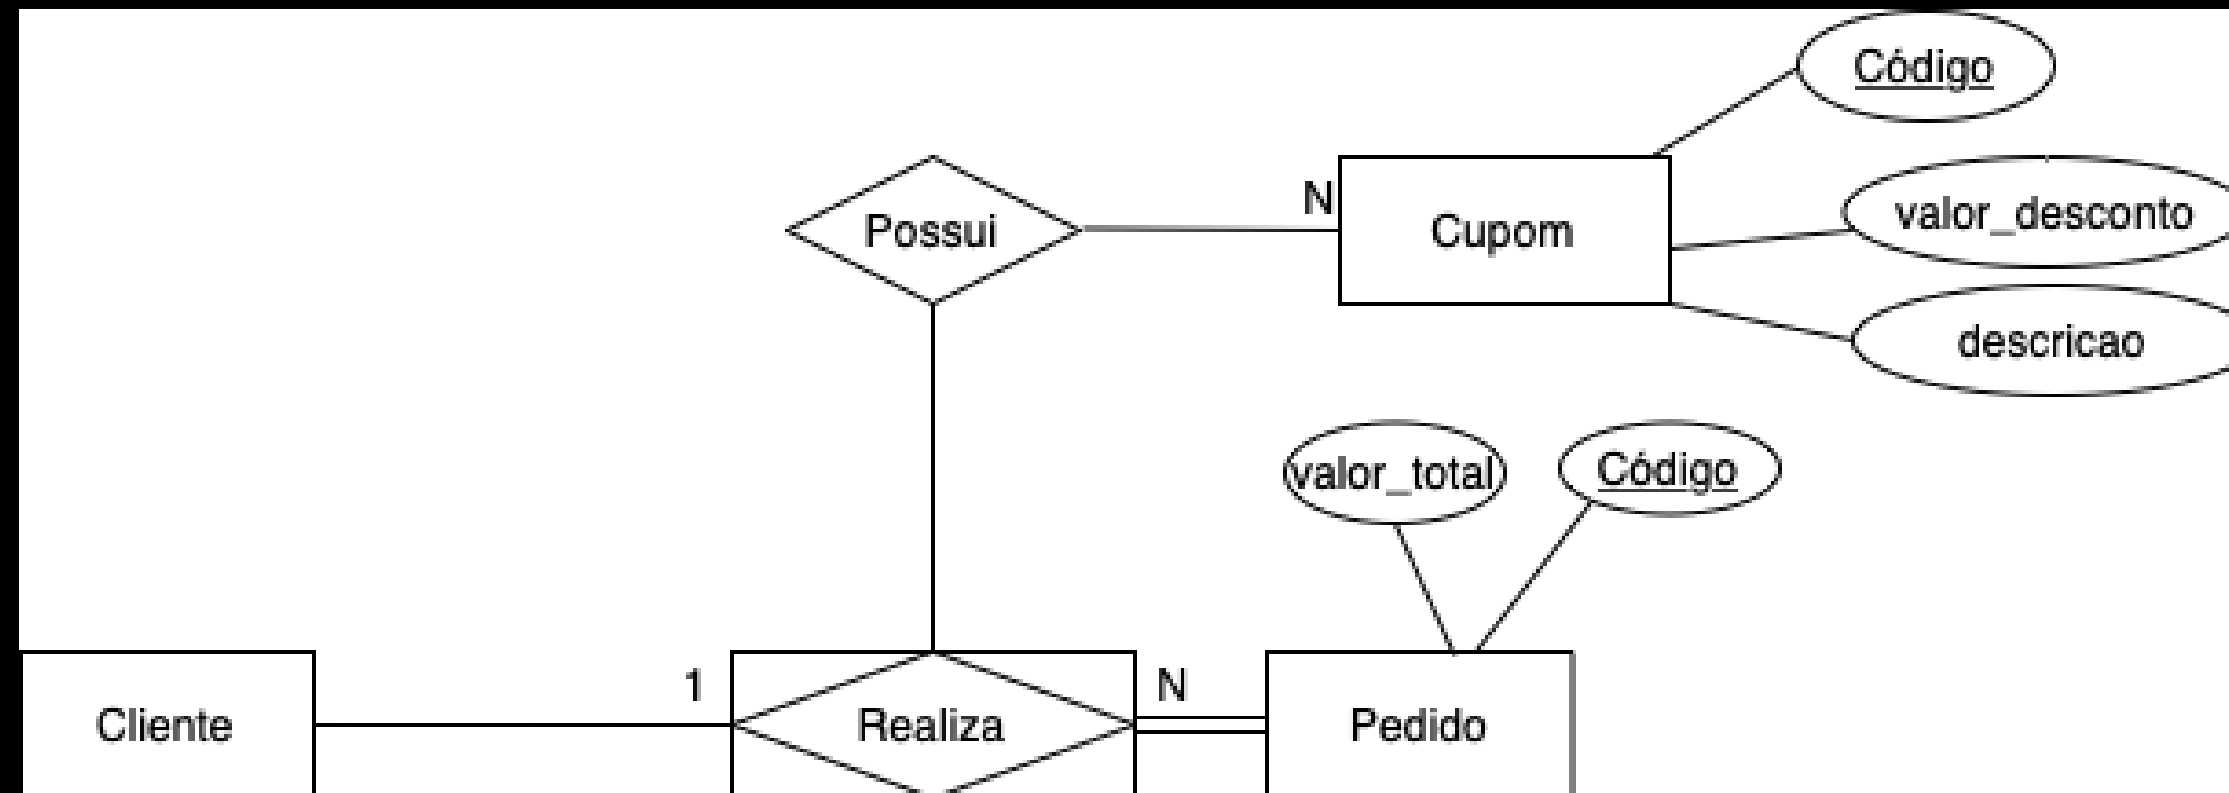 Código
Possui
N
Cupom
valor_desconto
descricao
valor_total
Código
Cliente
1
Realiza
N
Pedido